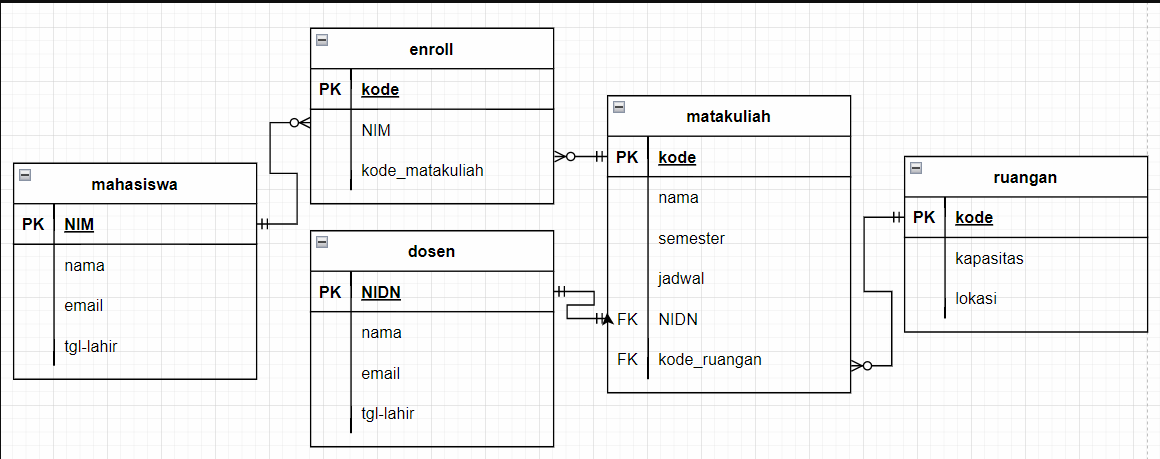 enroll
PK kode
NIM
kode_matakuliah
mahasiswa
PK NIM
nama
email
tgl-lahir
dosen
PK NIDN
nama
email
tgl-lahir
matakuliah
PK kode
nama
semester
jadwal
FK NIDN
FK kode_ruangan
ruangan
PK kode
kapasitas
lokasi